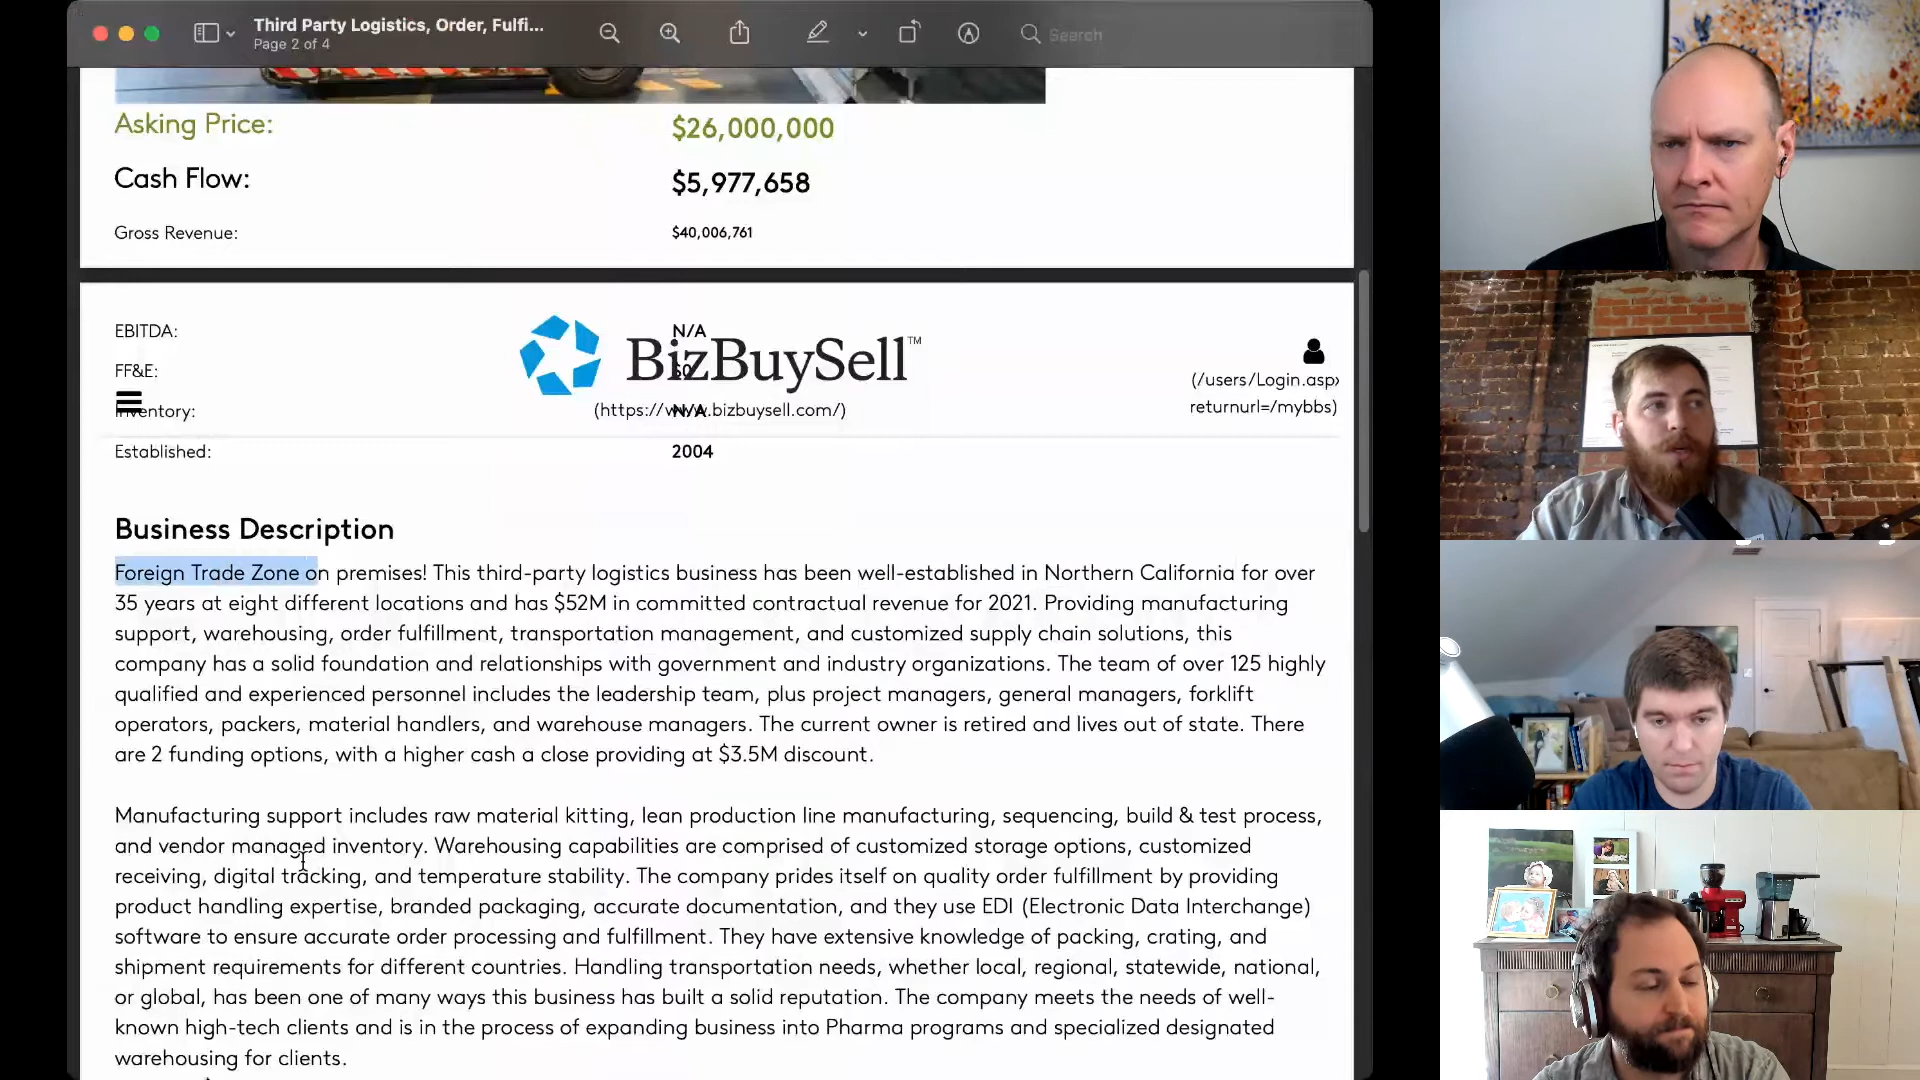 Third Party Logistics, Order, Fulfi...
Page 2 of 4
Search
Asking Price:
$26,000,000
Cash Flow:
$5,977,658
Gross Revenue:
$40,006,761
EBITDA:
N/A
FF&E:
BizBuySell™
(/users/Login.asp
Inventory:
(https://www.bizbuysell.com/)
N/A
returnurl=/mybbs)
Established:
2004
Business Description
Foreign Trade Zone on premises! This third-party logistics business has been well-established in Northern California for over
35 years at eight different locations and has $52M in committed contractual revenue for 2021. Providing manufacturing
support, warehousing, order fulfillment, transportation management, and customized supply chain solutions, this
company has a solid foundation and relationships with government and industry organizations. The team of over 125 highly
qualified and experienced personnel includes the leadership team, plus project managers, general managers, forklift
operators, packers, material handlers, and warehouse managers. The current owner is retired and lives out of state. There
are 2 funding options, with a higher cash a close providing at $3.5M discount.
Manufacturing support includes raw material kitting, lean production line manufacturing, sequencing, build & test process,
and vendor managed inventory. Warehousing capabilities are comprised of customized storage options, customized
receiving, digital tracking, and temperature stability. The company prides itself on quality order fulfillment by providing
product handling expertise, branded packaging, accurate documentation, and they use EDI (Electronic Data Interchange)
software to ensure accurate order processing and fulfillment. They have extensive knowledge of packing, crating, and
shipment requirements for different countries. Handling transportation needs, whether local, regional, statewide, national,
or global, has been one of many ways this business has built a solid reputation. The company meets the needs of well-
known high-tech clients and is in the process of expanding business into Pharma programs and specialized designated
warehousing for clients.